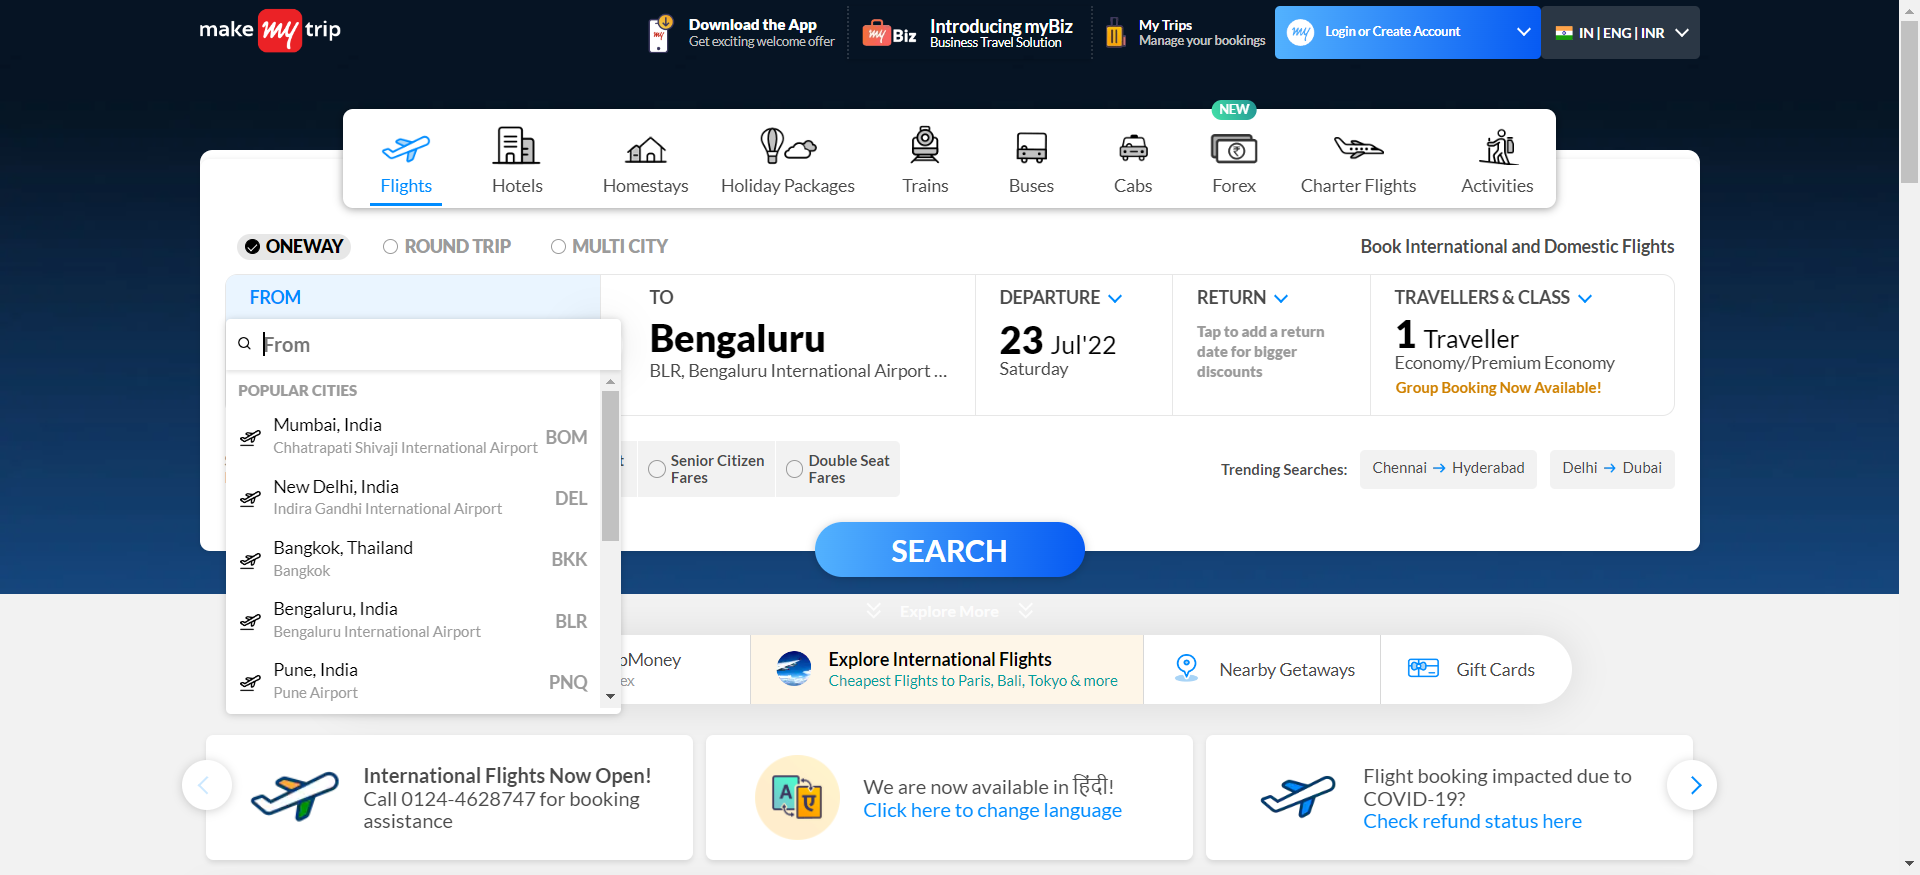 make my trip
Download the App
Get exciting welcome offer
my Biz
Introducing myBiz
Business Travel Solution
My Trips
Manage your bookings
my
Login or Create Account
IN | ENG | INR
NEW
Flights
Hotels
Homestays
Holiday Packages
Trains
Buses
Cabs
Forex
Charter Flights
Activities
ONEWAY
ROUND TRIP
MULTI CITY
Book International and Domestic Flights
FROM
From
POPULAR CITIES
Mumbai, India
Chhatrapati Shivaji International Airport
BOM
New Delhi, India
Indira Gandhi International Airport
DEL
Bangkok, Thailand
Bangkok
BKK
Bengaluru, India
Bengaluru International Airport
BLR
Pune, India
Pune Airport
PNQ
TO
Bengaluru
BLR, Bengaluru International Airport ...
DEPARTURE
23 Jul'22
Saturday
RETURN
Tap to add a return
date for bigger
discounts
TRAVELLERS & CLASS
1 Traveller
Economy/Premium Economy
Group Booking Now Available!
Senior Citizen
Fares
Double Seat
Fares
Trending Searches:
Chennai → Hyderabad
Delhi → Dubai
SEARCH
Explore More
Money
ex
Explore International Flights
Cheapest Flights to Paris, Bali, Tokyo & more
Nearby Getaways
Gift Cards
International Flights Now Open!
Call 0124-4628747 for booking
assistance
A ए
We are now available in हिंदी!
Click here to change language
Flight booking impacted due to
COVID-19?
Check refund status here